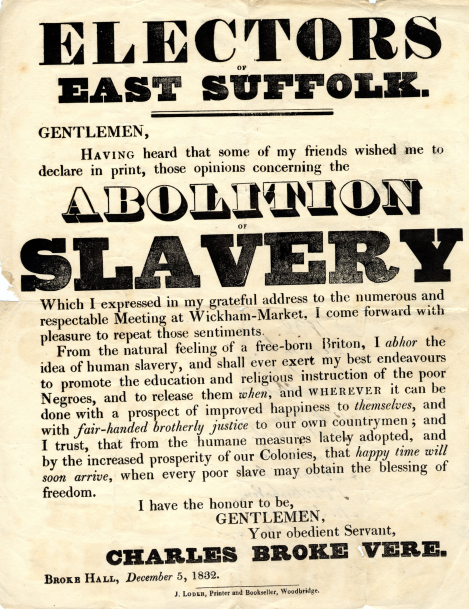 ELECTORS
OF
EAST SUFFOLK.
GENTLEMEN,
HAVING heard that some of my friends wished me to
declare in print, those opinions concerning the
ABOLITION
OF
SLAVERY
Which I expressed in my grateful address to the numerous and
respectable Meeting at Wickham-Market, I come forward with
pleasure to repeat those sentiments.
From the natural feeling of a free-born Briton, I abhor the
idea of human slavery, and shall ever exert my best endeavours
to promote the education and religious instruction of the poor
Negroes, and to release them when, and WHEREVER it can be
done with a prospect of improved happiness to themselves, and
with fair-handed brotherly justice to our own countrymen; and
I trust, that from the humane measures lately adopted, and
by the increased prosperity of our Colonies, that happy time will
soon arrive, when every poor slave may obtain the blessing of
freedom.
I have the honour to be,
GENTLEMEN,
Your obedient Servant,
CHARLES BROKE VERE.
BROKE HALL, December 5, 1832.
J. LODER, Printer and Bookseller, Woodbridge.